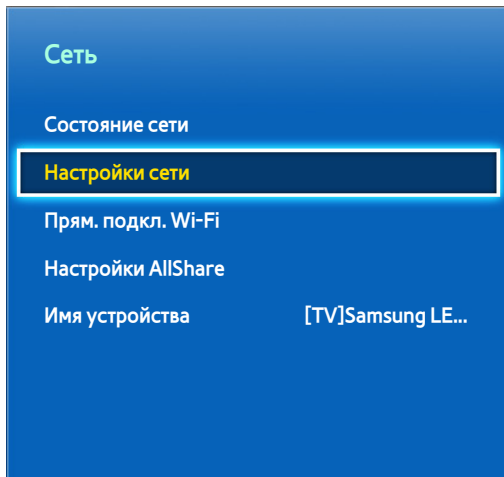 Сеть
Состояние сети
Настройки сети
Прям. подкл. Wi-Fi
Настройки AllShare
Имя устройства [TV]Samsung LE...